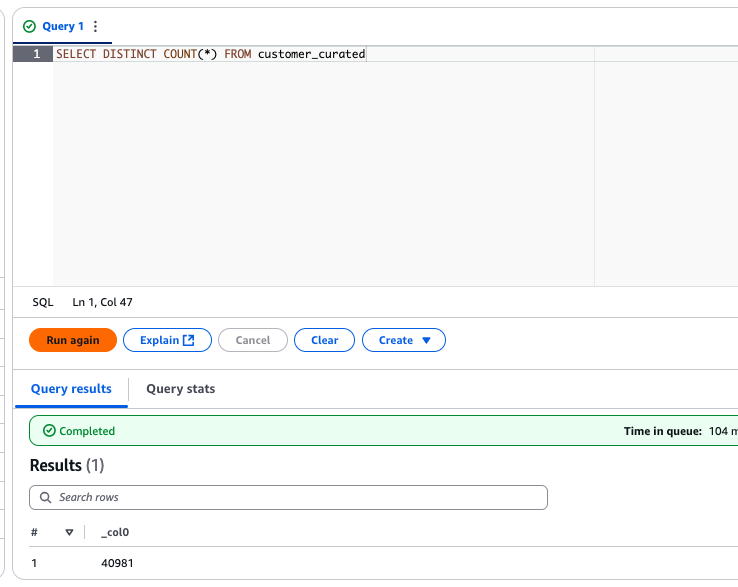 Query 1
1 SELECT DISTINCT COUNT(*) FROM customer_curated
SQL Ln 1, Col 47
Run again Explain Cancel Clear Create
Query results Query stats
Completed Time in queue: 104 m
Results (1)
Search rows
# _col0
1 40981